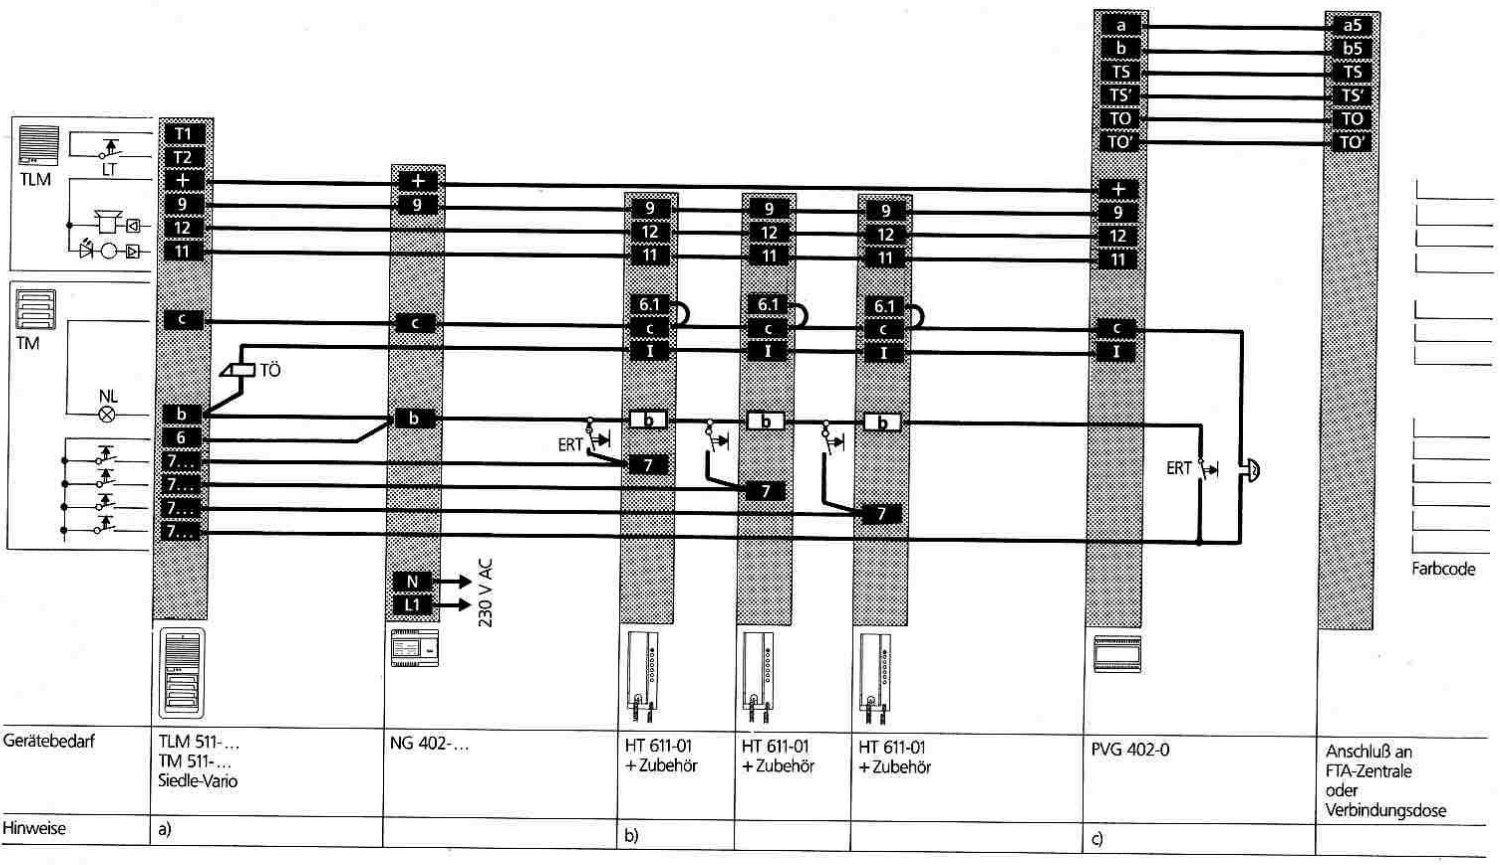 a
b
TS
TS'
TO
TO'
a5
b5
TS
TS'
TO
TO'
TLM
LT
T1
T2
+
9
12
11
+
9
9
12
11
9
12
11
9
12
11
+
9
12
11
TM
NL
c
TÖ
b
6
7...
7...
7...
7...
c
b
N
L1
230 V AC
6.1
c
I
b
ERT
7
6.1
c
I
b
7
6.1
c
I
b
7
c
I
ERT
Farbcode
Gerätebedarf
TLM 511-...
TM 511-...
Siedle-Vario
NG 402-...
HT 611-01
+ Zubehör
HT 611-01
+ Zubehör
HT 611-01
+ Zubehör
PVG 402-0
Anschluß an
FTA-Zentrale
oder
Verbindungsdose
Hinweise
a)
b)
c)